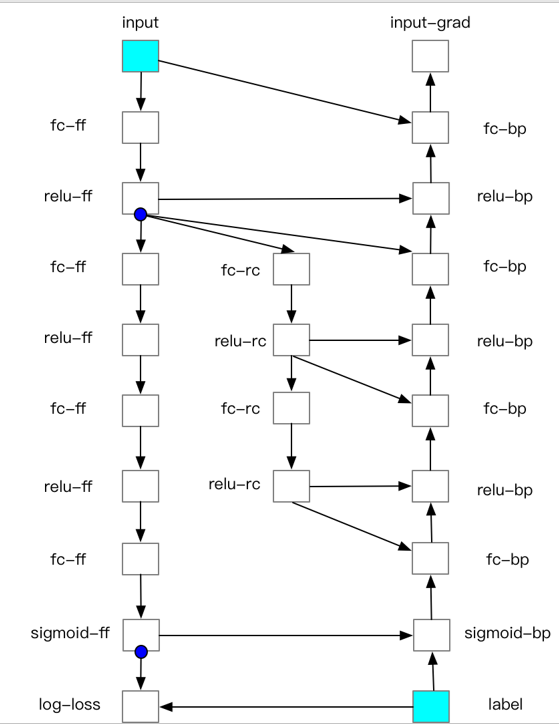 input
input-grad
fc-ff
fc-bp
relu-ff
relu-bp
fc-ff
fc-rc
fc-bp
relu-ff
relu-rc
relu-bp
fc-ff
fc-rc
fc-bp
relu-ff
relu-rc
relu-bp
fc-ff
fc-bp
sigmoid-ff
sigmoid-bp
log-loss
label